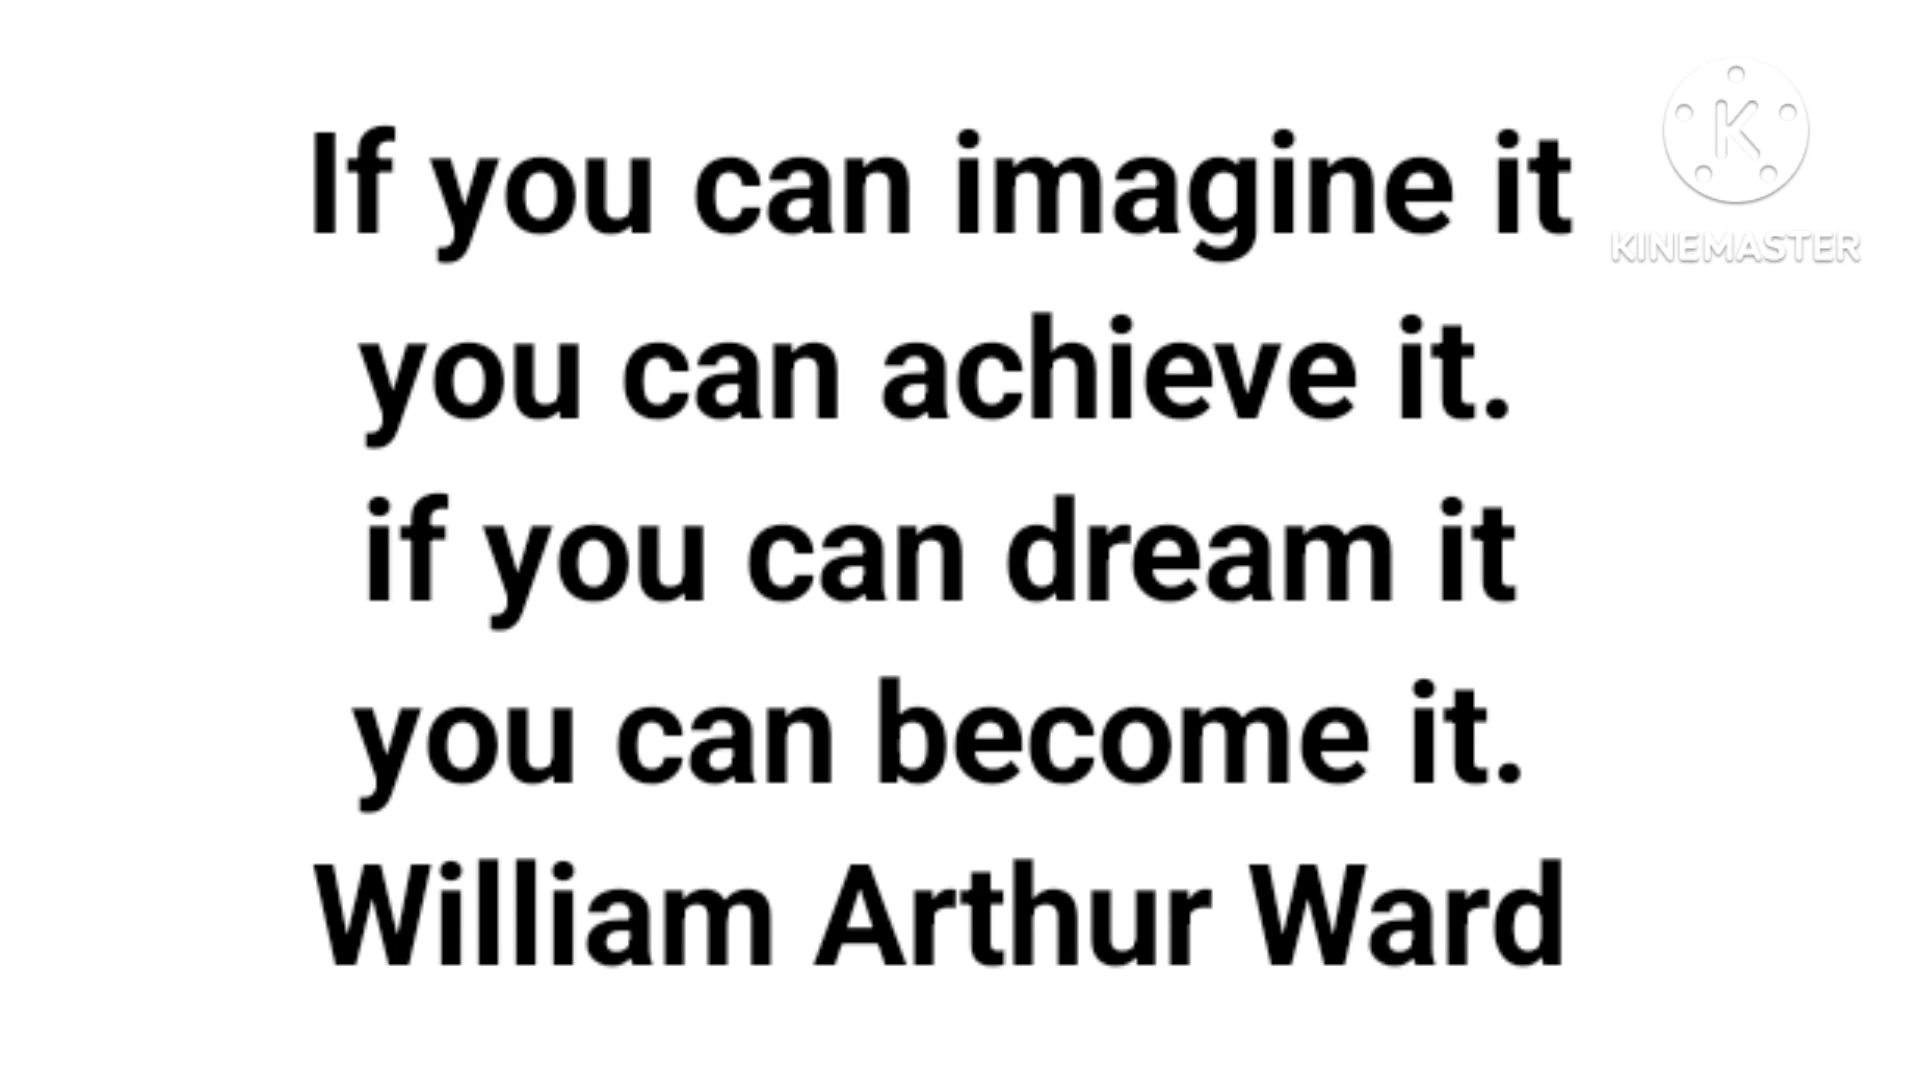 If you can imagine it
you can achieve it.
if you can dream it
you can become it.
William Arthur Ward
K
KINEMASTER